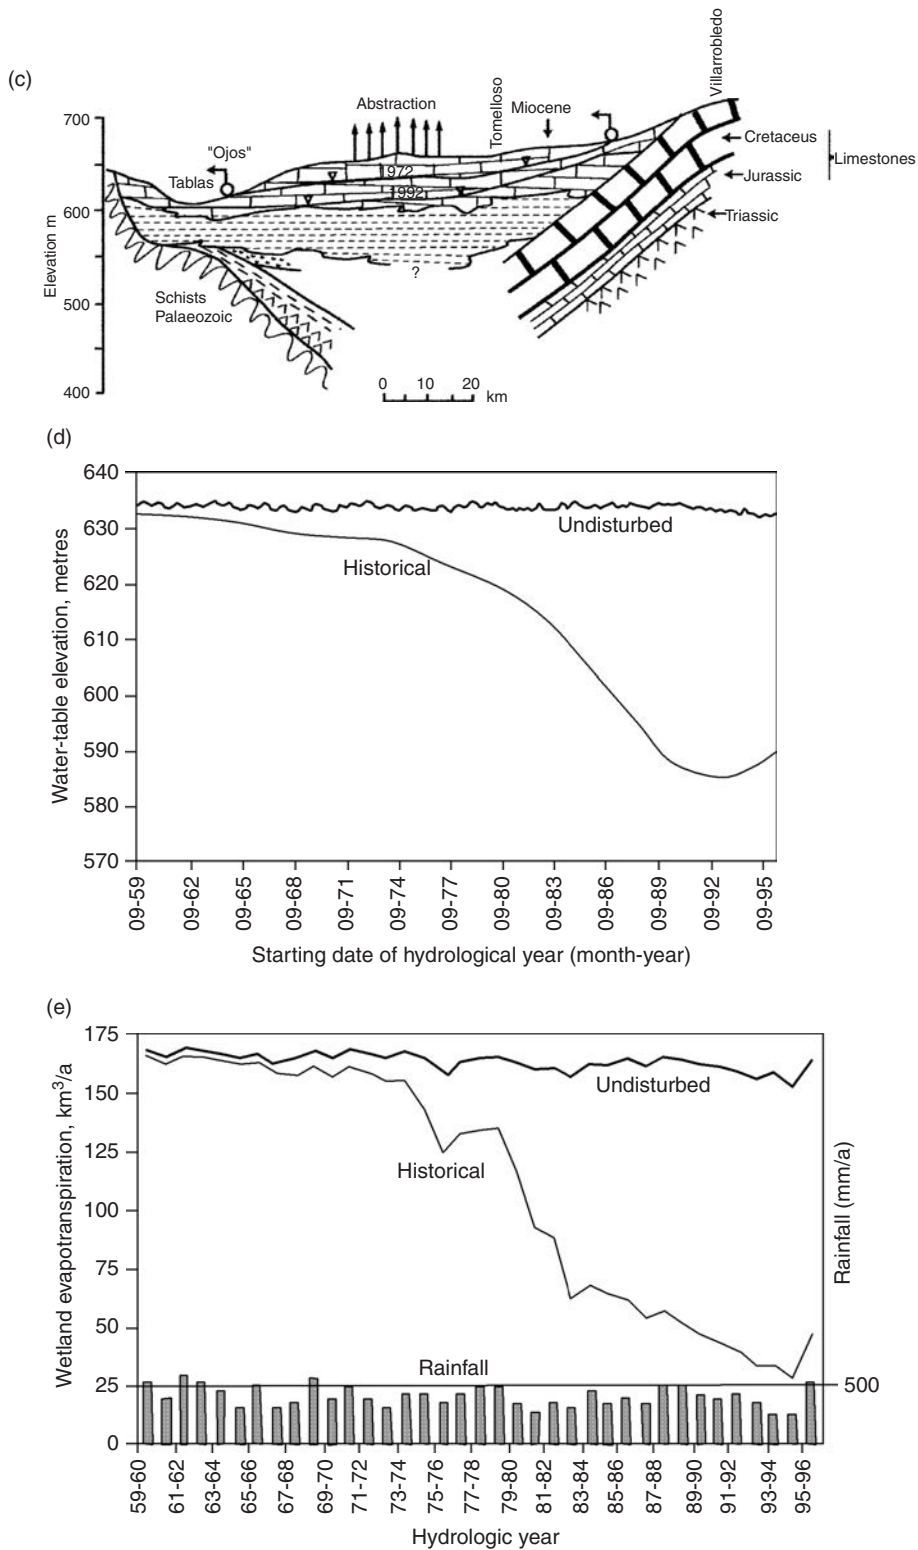 (c)
Villarrobledo
Tomelloso
Abstraction
Miocene
700
Cretaceus
Limestones
"Ojos"
Tablas
1972
Jurassic
1992
600
Triassic
Elevation m
?
Schists
Palaeozoic
500
400
0 10 20
km
(d)
640
630
620
610
600
590
580
570
Water-table elevation, metres
Undisturbed
Historical
09-59 09-62 09-65 09-68 09-71 09-74 09-77 09-80 09-83 09-86 09-89 09-92 09-95
Starting date of hydrological year (month-year)
(e)
175
150
125
100
75
50
25
0
Wetland evapotranspiration, km³/a
Undisturbed
Historical
Rainfall
500
Rainfall (mm/a)
59-60 61-62 63-64 65-66 67-68 69-70 71-72 73-74 75-76 77-78 79-80 81-82 83-84 85-86 87-88 89-90 91-92 93-94 95-96
Hydrologic year